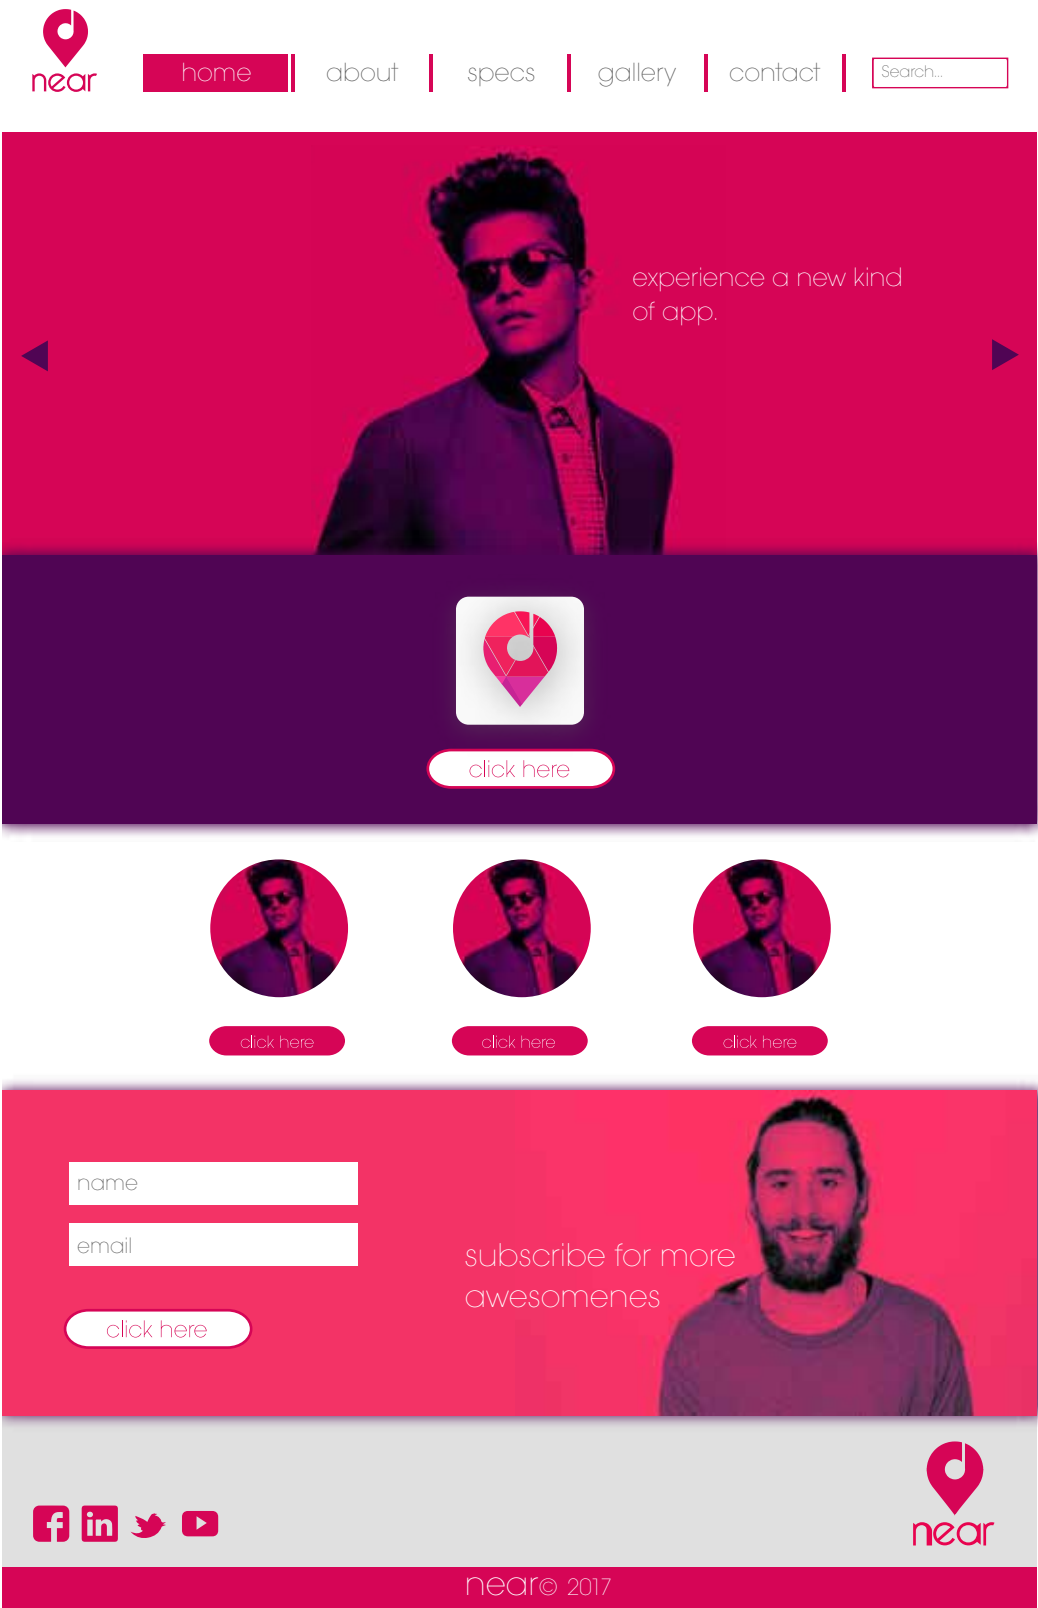 near
home
about
specs
gallery
contact
Search...
experience a new kind
of app.
click here
click here
click here
click here
name
email
click here
subscribe for more
awesomenes
near
near© 2017